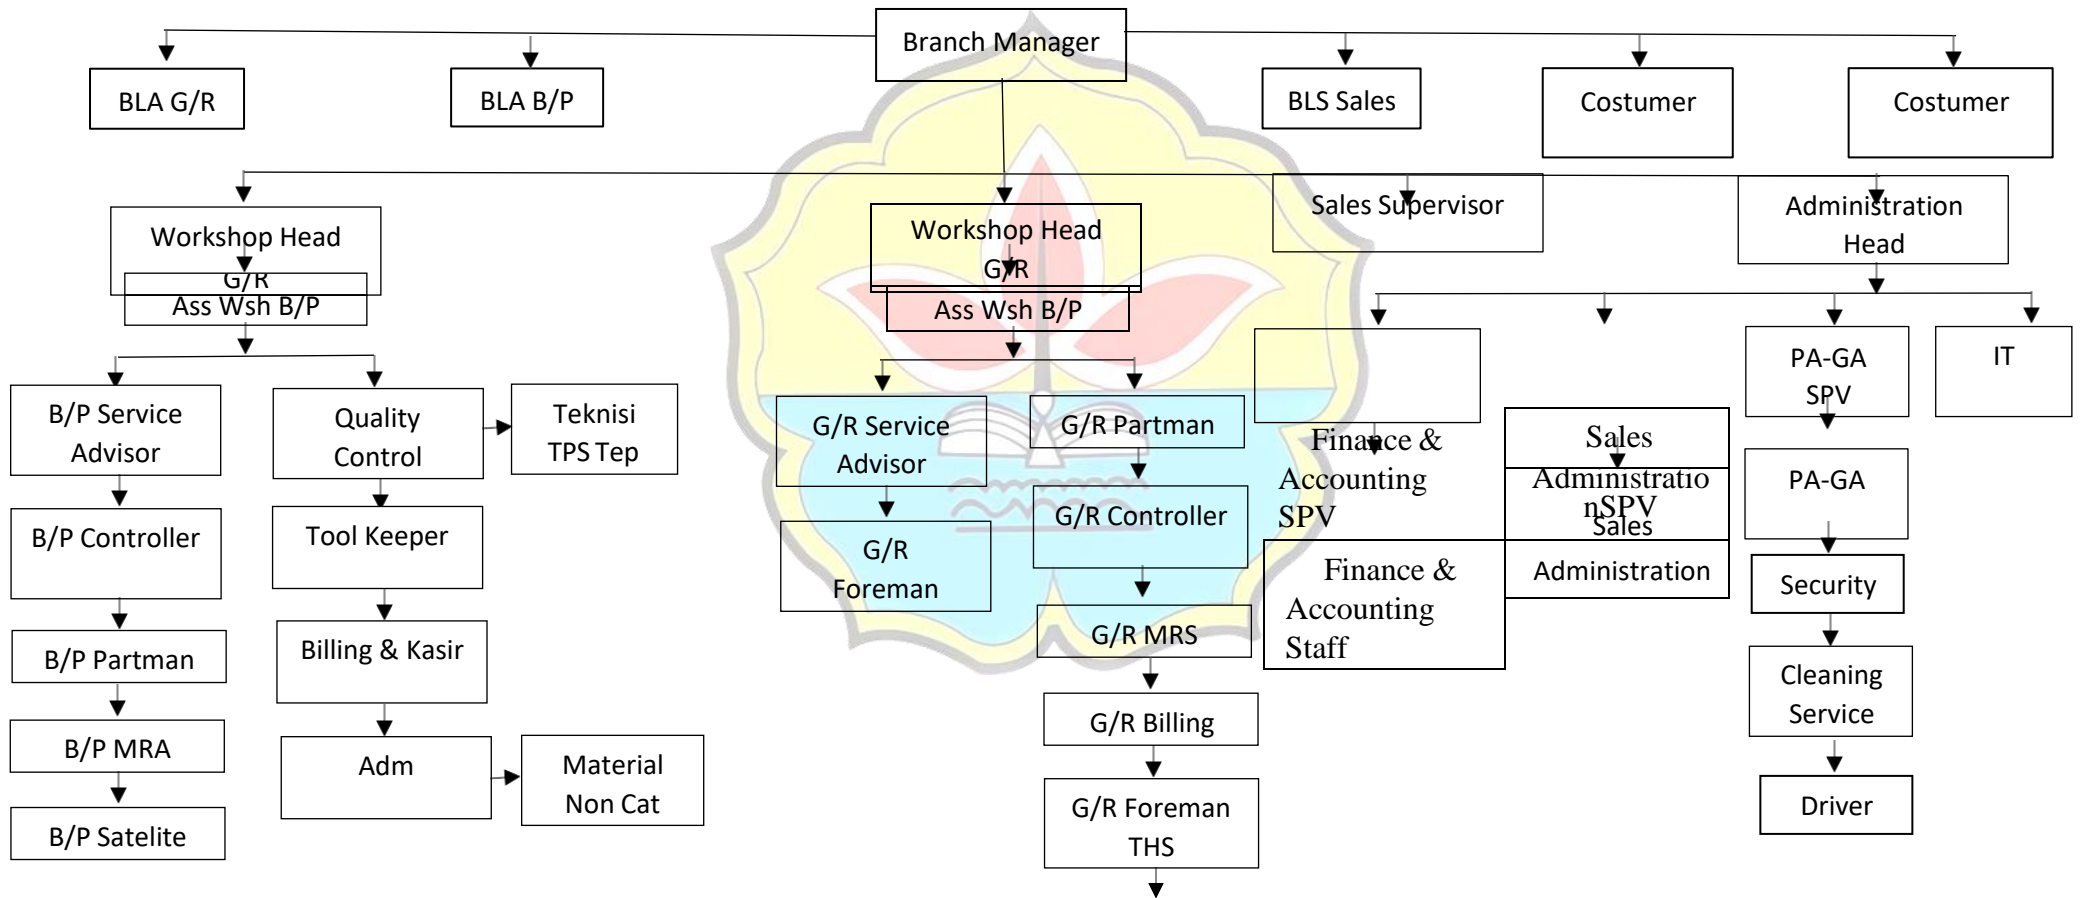 Branch Manager
BLA G/R
BLA B/P
BLS Sales
Costumer
Costumer
Workshop Head
G/R
Ass Wsh B/P
Workshop Head
G/R
Ass Wsh B/P
Sales Supervisor
Administration
Head
B/P Service
Advisor
B/P Controller
B/P Partman
B/P MRA
B/P Satelite
Quality
Control
Teknisi
TPS Tep
Tool Keeper
Billing & Kasir
Adm
Material
Non Cat
G/R Service
Advisor
G/R
Foreman
G/R Partman
G/R Controller
G/R MRS
G/R Billing
G/R Foreman
THS
Finance &
Accounting
SPV
Finance &
Accounting
Staff
Sales
Administratio
nSPV
Sales
Administration
PA-GA
SPV
PA-GA
Security
Cleaning
Service
Driver
IT